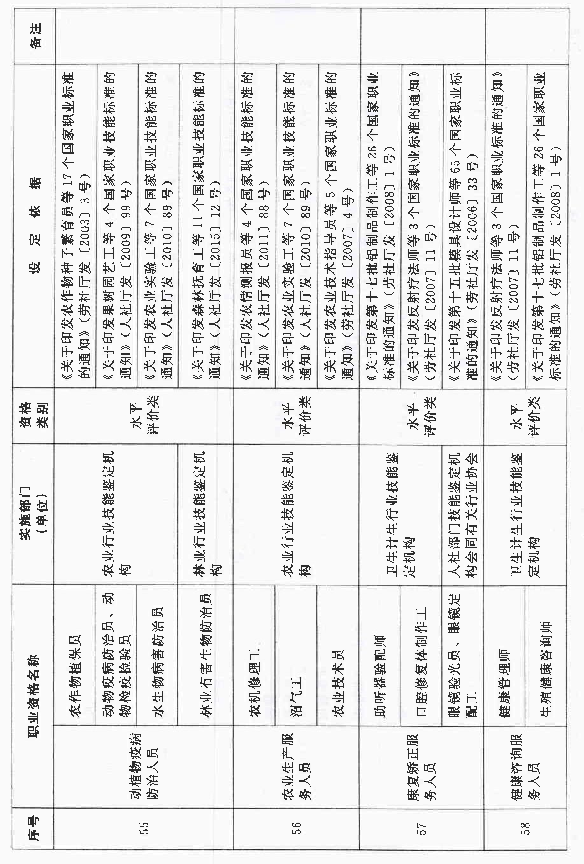 序号
职业资格名称
实施部门
(单位)
资格
类别
设定依据
备注
55
动植物疫病
防治人员
农作物植保员
农业行业技能鉴定机
构
水平
评价类
《关于印发农作物种子繁育员等17个国家职业标准
的通知》(劳社厅发〔2003〕3号)
动物疫病防治员、动
物检疫检验员
《关于印发果树园艺工等4个国家职业技能标准的
通知》(人社厅发〔2009〕99号)
水生物病害防治员
《关于印发农业实验工等7个国家职业技能标准的
通知》(人社厅发〔2010〕89号)
林业有害生物防治员
林业行业技能鉴定机
构
《关于印发森林抚育工等11个国家职业技能标准的
通知》(人社厅发〔2015〕12号)
56
农业生产服
务人员
农机修理工
农业行业技能鉴定机
构
水平
评价类
《关于印发农情测报员等4个国家职业技能标准的
通知》(人社厅发〔2011〕88号)
沼气工
《关于印发农业实验工等7个国家职业技能标准的
通知》(人社厅发〔2010〕89号)
农业技术员
《关于印发农业技术指导员等5个国家职业标准的
通知》(劳社厅发〔2007〕4号)
57
康复矫正服
务人员
助听器验配师
卫生计生行业技能鉴
定机构
水平
评价类
《关于印发第十七批铝制品制作工等26个国家职业
标准的通知》(劳社厅发〔2008〕1号)
口腔修复体制作工
《关于印发反射疗法师等3个国家职业标准的通知》
(劳社厅发〔2007〕11号)
眼镜验光员、眼镜定
配工
人社部门技能鉴定机
构会同有关行业协会
《关于印发第十五批模具设计师等65个国家职业标
准的通知》(劳社厅发〔2006〕33号)
58
健康咨询服
务人员
健康管理师
卫生计生行业技能鉴
定机构
水平
评价类
《关于印发反射疗法师等3个国家职业标准的通知》
(劳社厅发〔2007〕11号)
生殖健康咨询师
《关于印发第十七批铝制品制作工等26个国家职业
标准的通知》(劳社厅发〔2008〕1号)